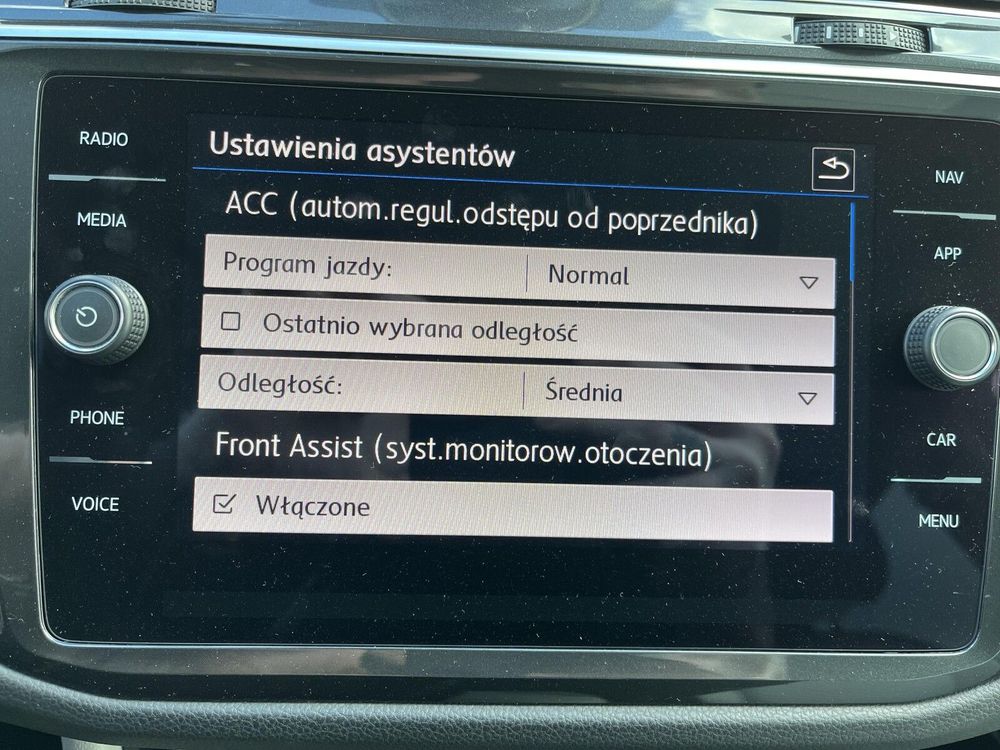 RADIO
MEDIA
PHONE
VOICE
Ustawienia asystentów
ACC (autom.regul.odstępu od poprzednika)
Program jazdy: Normal
Ostatnio wybrana odległość
Odległość: Średnia
Front Assist (syst.monitorow.otoczenia)
Włączone
NAV
APP
CAR
MENU